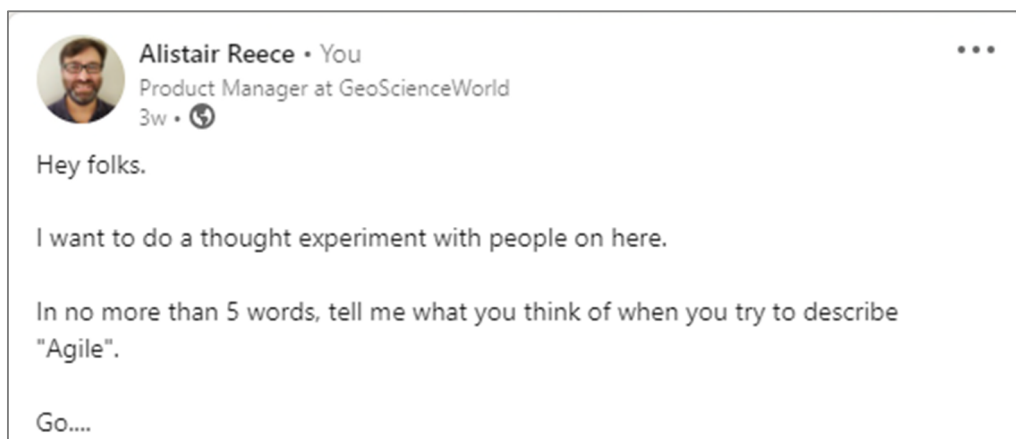 Alistair Reece • You
Product Manager at GeoScienceWorld
3w •
Hey folks.
I want to do a thought experiment with people on here.
In no more than 5 words, tell me what you think of when you try to describe
"Agile".
Go....